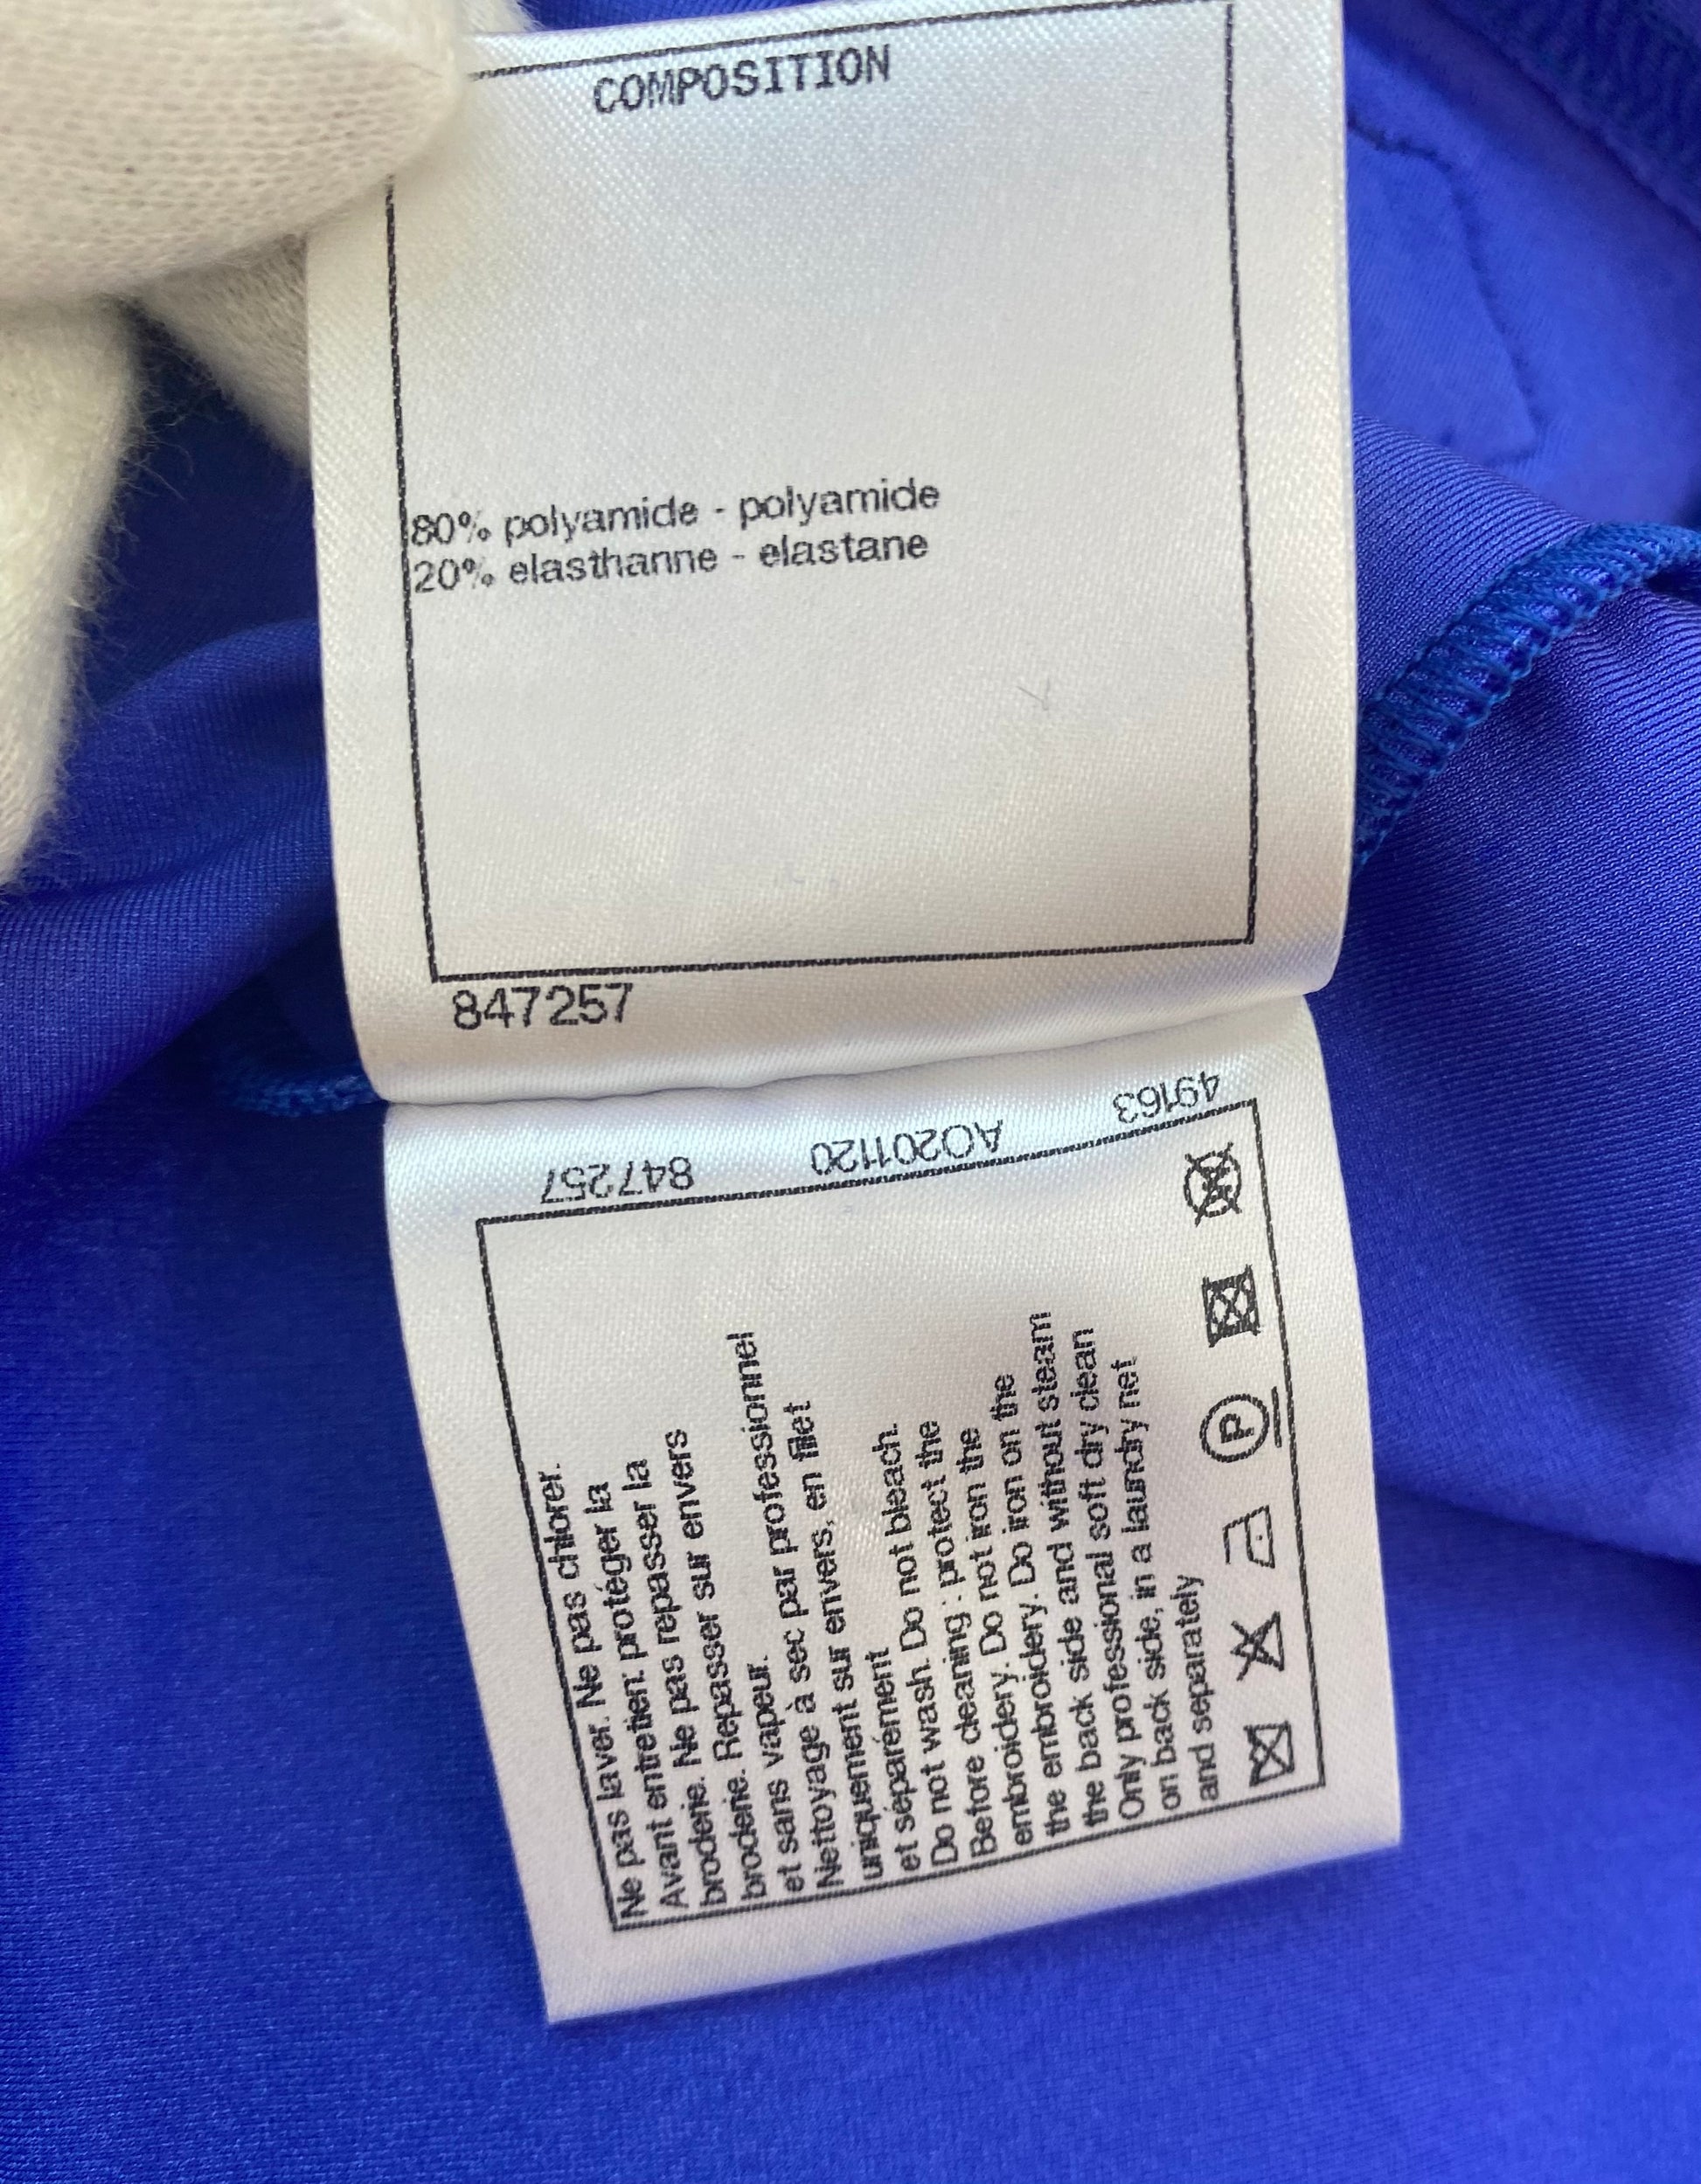 COMPOSITION
80% polyamide - polyamide
20% elasthanne - elastane
847257
49163
AO201120
847257
Ne pas laver. Ne pas chlorer.
Avant entretien: protéger la
broderie. Ne pas repasser la
broderie. Repasser sur envers
et sans vapeur.
Nettoyage à sec par professionnel
uniquement sur envers, en filet
et séparément
Do not wash. Do not bleach.
Before cleaning : protect the
embroidery. Do not iron the
the embroidery. Do iron on the
the back side and without steam
Only professional soft dry clean
on back side, in a laundry net
and separately
P